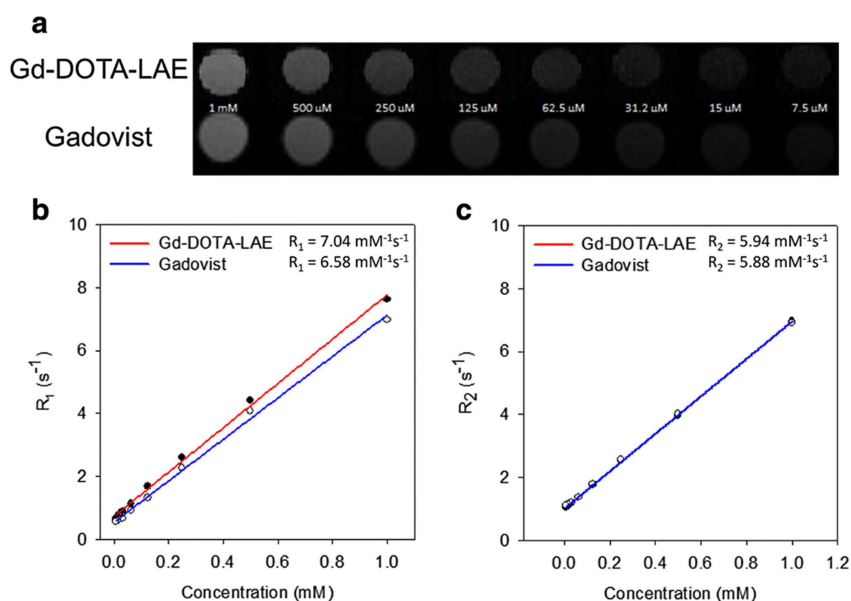 a
Gd-DOTA-LAE
1 mM 500 uM 250 uM 125 uM 62.5 uM 31.2 uM 15 uM 7.5 uM
Gadovist
b
10
8
6
4
2
0
R₁ (s⁻¹)
Gd-DOTA-LAE R₁ = 7.04 mM⁻¹s⁻¹
Gadovist R₁ = 6.58 mM⁻¹s⁻¹
0.0 0.2 0.4 0.6 0.8 1.0
Concentration (mM)
c
10
8
6
4
2
0
R₂ (s⁻¹)
Gd-DOTA-LAE R₂ = 5.94 mM⁻¹s⁻¹
Gadovist R₂ = 5.88 mM⁻¹s⁻¹
0.0 0.2 0.4 0.6 0.8 1.0 1.2
Concentration (mM)